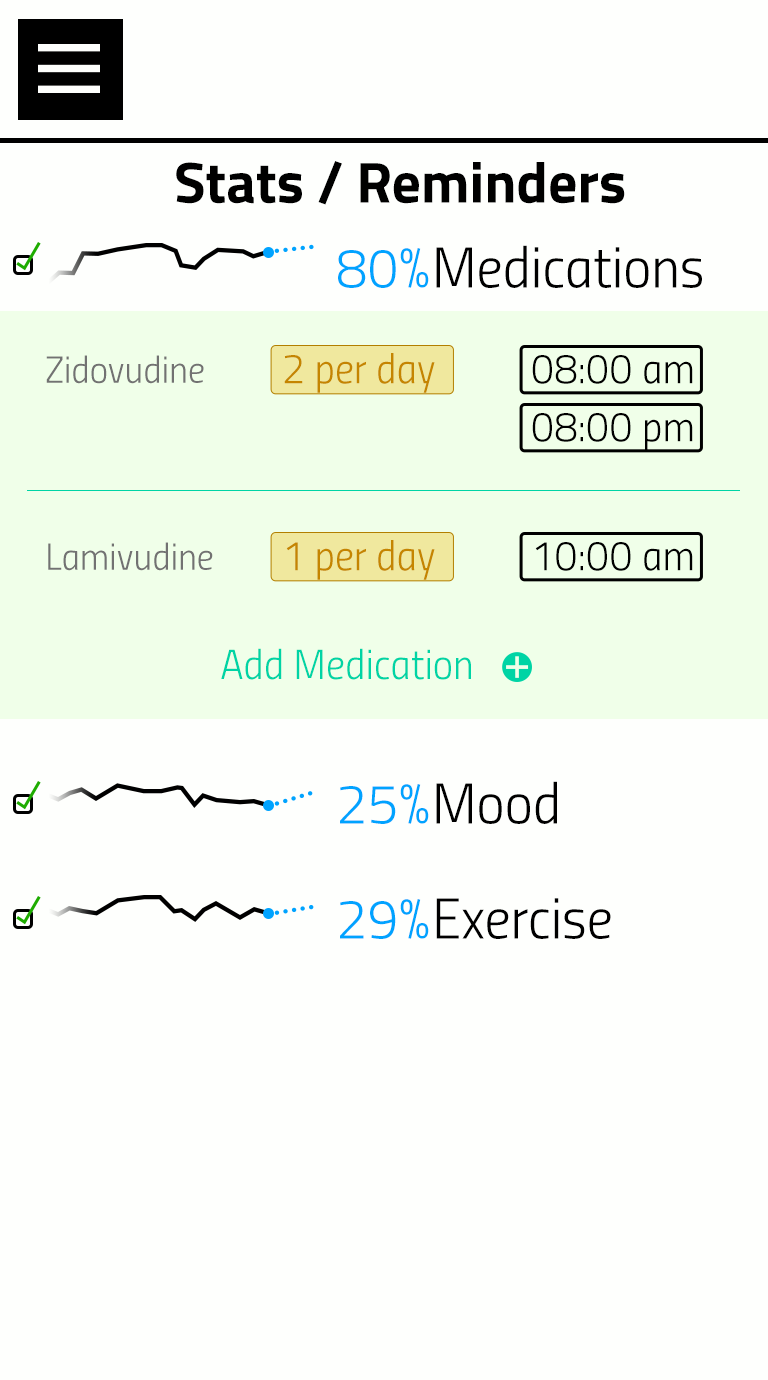 Stats / Reminders
80% Medications
Zidovudine 2 per day 08:00 am
08:00 pm
Lamivudine 1 per day 10:00 am
Add Medication
25% Mood
29% Exercise